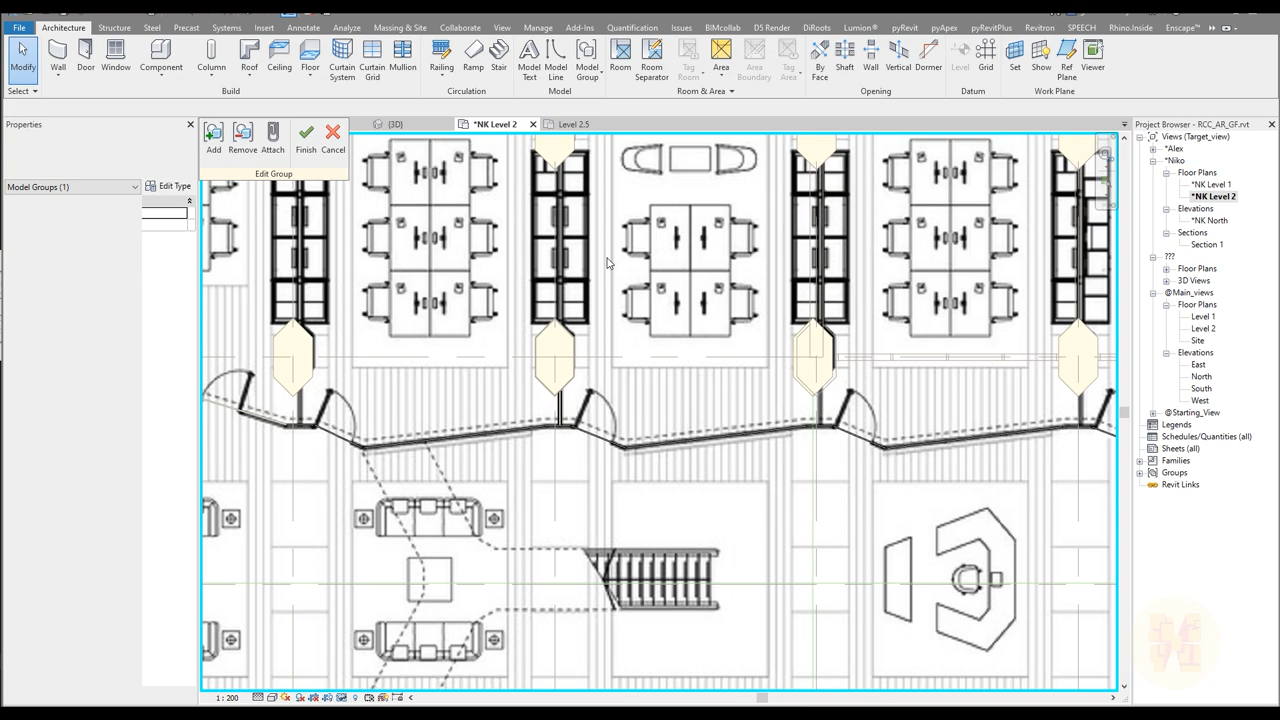 File Architecture Structure Steel Precast Systems Insert Annotate Analyze Massing & Site Collaborate View Manage Add-Ins Quantification Issues BIMcollab DiRoots Lumion® D5 Render pyRevit pyApex pyRevitPlus Revitron SPEECH Rhino.Inside Enscape™
Modify Wall Door Window Component Column Roof Ceiling Floor Curtain System Curtain Grid Mullion Railing Ramp Stair Model Text Model Line Model Group Room Room Separator Tag Room Area Area Boundary Tag Area By Face Shaft Wall Vertical Dormer Level Grid Set Show Ref Plane Viewer
Select Build Circulation Model Room & Area Opening Datum Work Plane
Properties
{3D} *NK Level 2 Level 2.5
Project Browser - RCC_AR_GF.rvt
Add Remove Attach Finish Cancel
Edit Group
Model Groups (1) Edit Type
Views (Target_view)
*Alex
*Niko
Floor Plans
*NK Level 1
*NK Level 2
Elevations
*NK North
Sections
Section 1
???
Floor Plans
3D Views
@Main_views
Floor Plans
Level 1
Level 2
Site
Elevations
East
North
South
West
@Starting_View
Legends
Schedules/Quantities (all)
Sheets (all)
Families
Groups
Revit Links
1 : 200